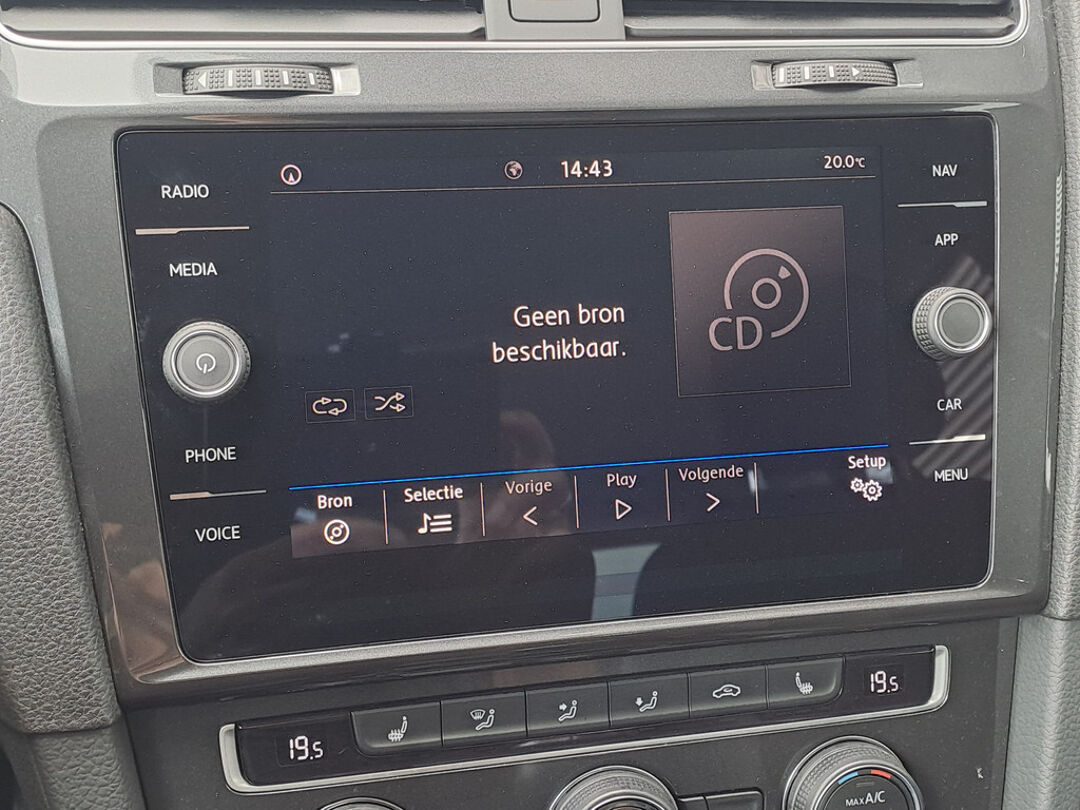 14:43
20.0°C
RADIO
NAV
MEDIA
APP
Geen bron
beschikbaar.
CD
CAR
PHONE
MENU
VOICE
Bron
Selectie
Vorige
Play
Volgende
Setup
19.5
19.5
MAX A/C